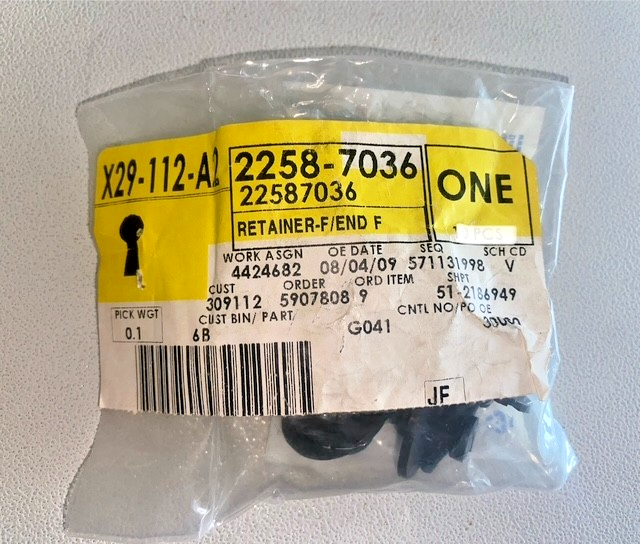 X29-112-A2
2258-7036
22587036
RETAINER-F/END F
ONE
PCS
WORK ASGN OE DATE SEQ SCH CD
4424682 08/04/09 571131998 V
CUST ORDER ORD ITEM SHPT
309112 5907808 9 51-2186949
PICK WGT
0.1
CUST BIN/ PART CNTL NO/PO OE
6B G041
JF